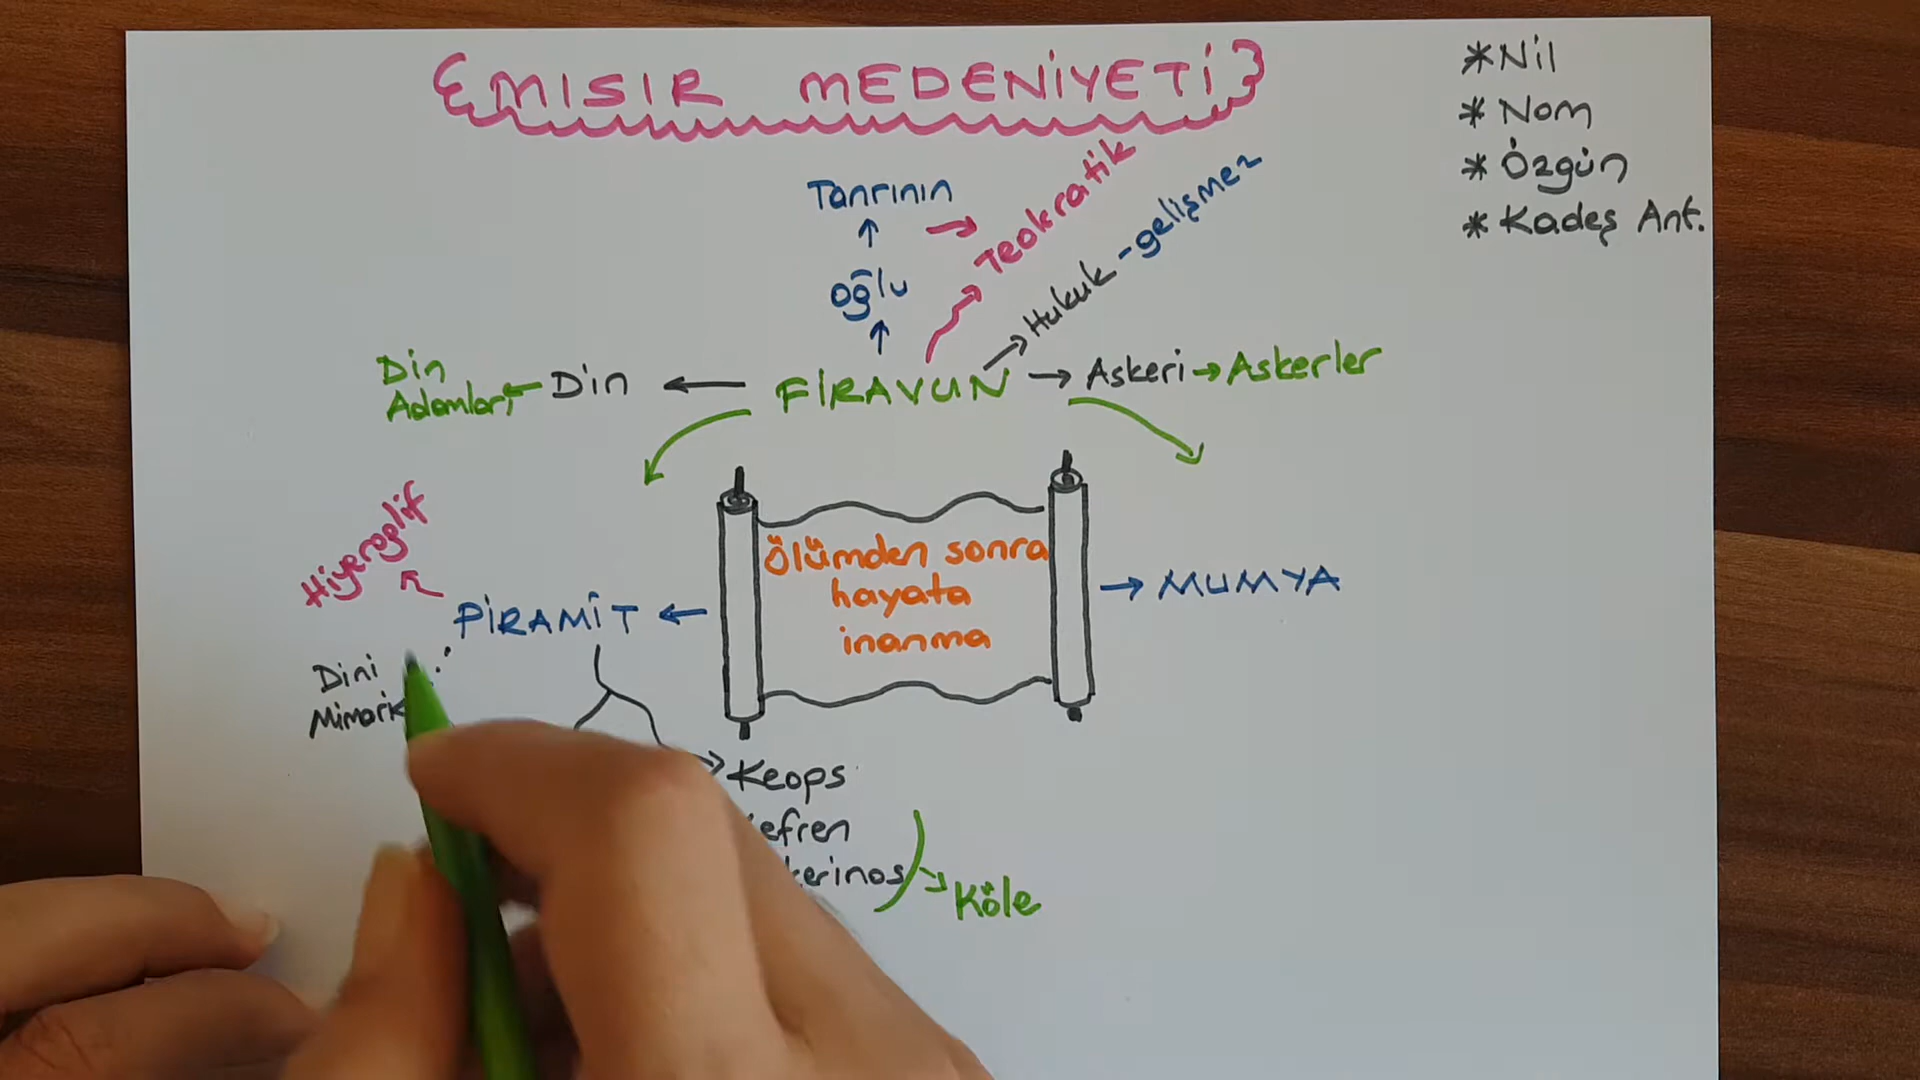 MISIR MEDENİYETİ
*Nil
* Nom
* Özgün
* Kadeş Ant.
Tanrının
Oğlu
Teokratik
Hukuk -gelişmez
Din
Adamları
Din
FİRAVUN
Askeri
Askerler
Hiyeroglif
PİRAMİT
Ölümden sonra
hayata
inanma
MUMYA
Dini
Keops
Köle